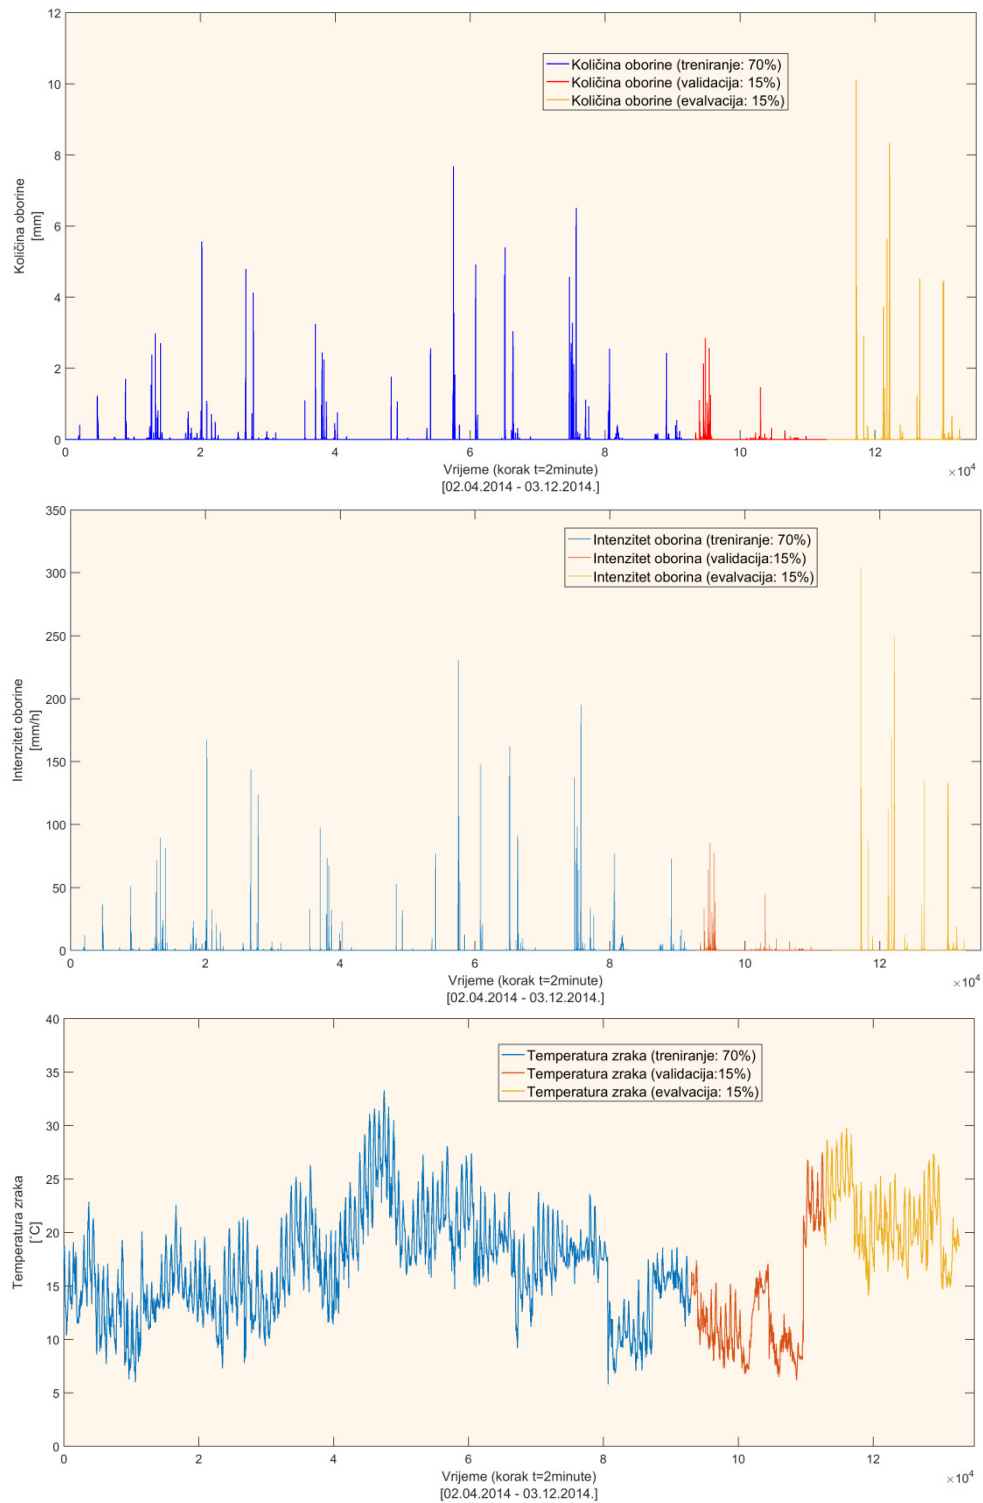 12
10
8
6
4
2
0
Količina oborine
[mm]
Količina oborine (treniranje: 70%)
Količina oborine (validacija: 15%)
Količina oborine (evalvacija: 15%)
0 2 4 6 8 10 12
×10^4
Vrijeme (korak t=2minute)
[02.04.2014 - 03.12.2014.]
350
300
250
200
150
100
50
0
Intenzitet oborine
[mm/h]
Intenzitet oborina (treniranje: 70%)
Intenzitet oborina (validacija:15%)
Intenzitet oborina (evalvacija: 15%)
0 2 4 6 8 10 12
×10^4
Vrijeme (korak t=2minute)
[02.04.2014 - 03.12.2014.]
40
35
30
25
20
15
10
5
0
Temperatura zraka
[˚C]
Temperatura zraka (treniranje: 70%)
Temperatura zraka (validacija:15%)
Temperatura zraka (evalvacija: 15%)
0 2 4 6 8 10 12
×10^4
Vrijeme (korak t=2minute)
[02.04.2014 - 03.12.2014.]